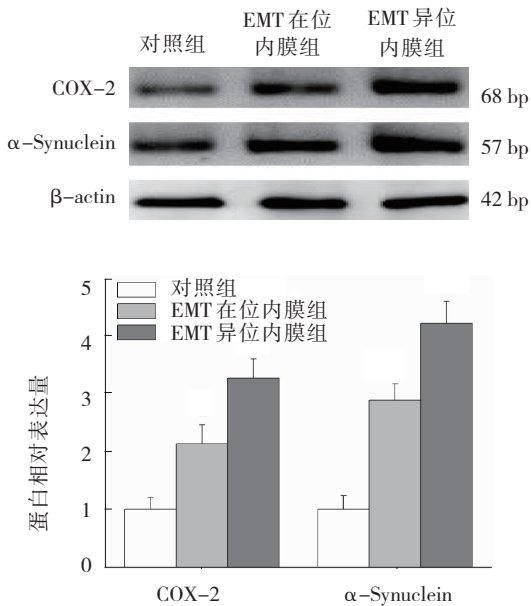 对照组 EMT在位内膜组 EMT异位内膜组
COX-2 68 bp
α-Synuclein 57 bp
β-actin 42 bp
对照组
EMT在位内膜组
EMT异位内膜组
蛋白相对表达量
5
4
3
2
1
0
COX-2 α-Synuclein